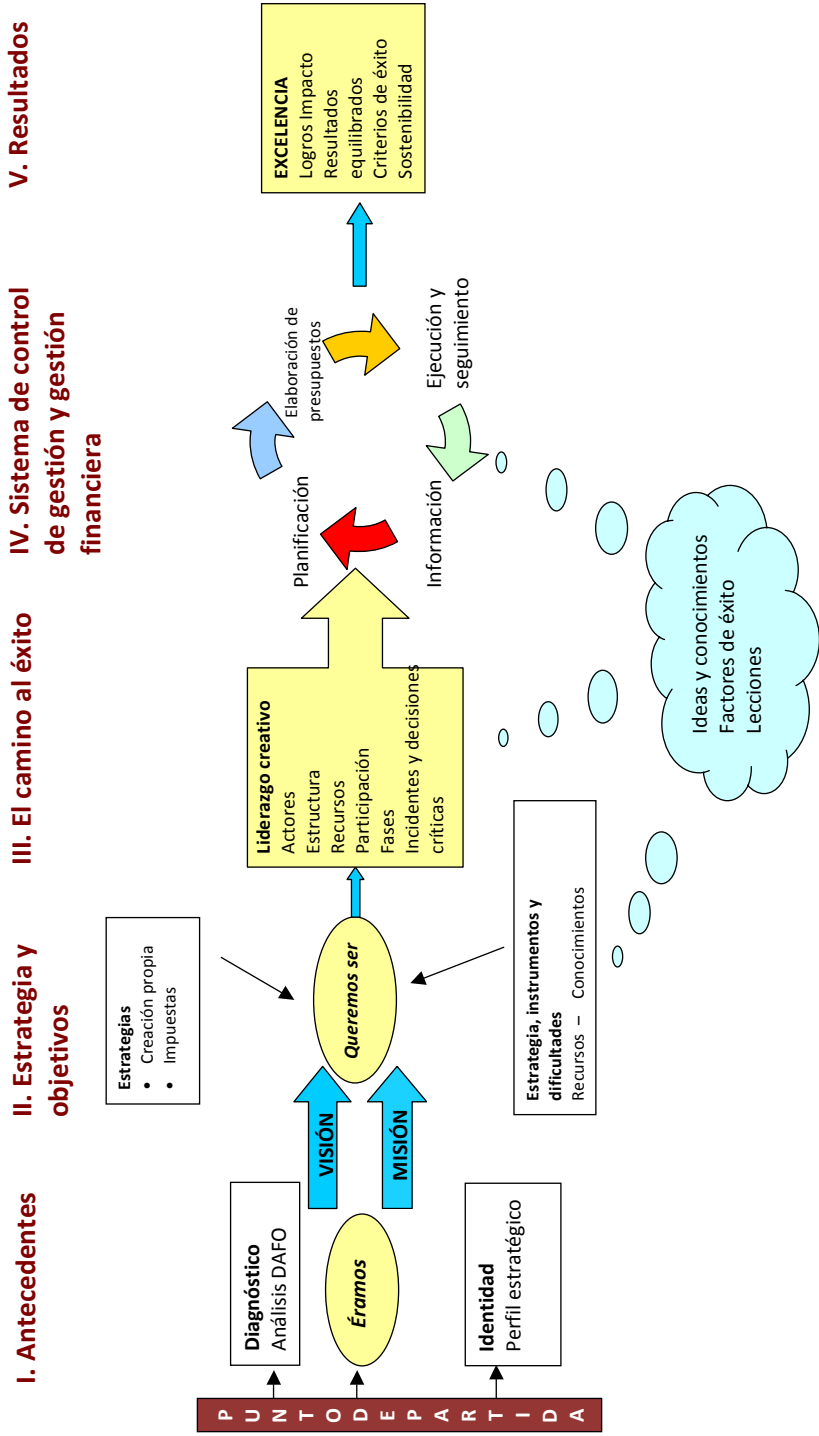 I. Antecedentes
II. Estrategia y
objetivos
III. El camino al éxito
IV. Sistema de control
de gestión y gestión
financiera
V. Resultados
P
U
N
T
O
D
E
P
A
R
T
I
D
A
Diagnóstico
Análisis DAFO
Éramos
Identidad
Perfil estratégico
VISIÓN
MISIÓN
Estrategias
• Creación propia
• Impuestas
Queremos ser
Estrategia, instrumentos y
dificultades
Recursos – Conocimientos
Liderazgo creativo
Actores
Estructura
Recursos
Participación
Fases
Incidentes y decisiones
críticas
Planificación
Elaboración de
presupuestos
Ejecución y
seguimiento
Información
EXCELENCIA
Logros Impacto
Resultados
equilibrados
Criterios de éxito
Sostenibilidad
Ideas y conocimientos
Factores de éxito
Lecciones